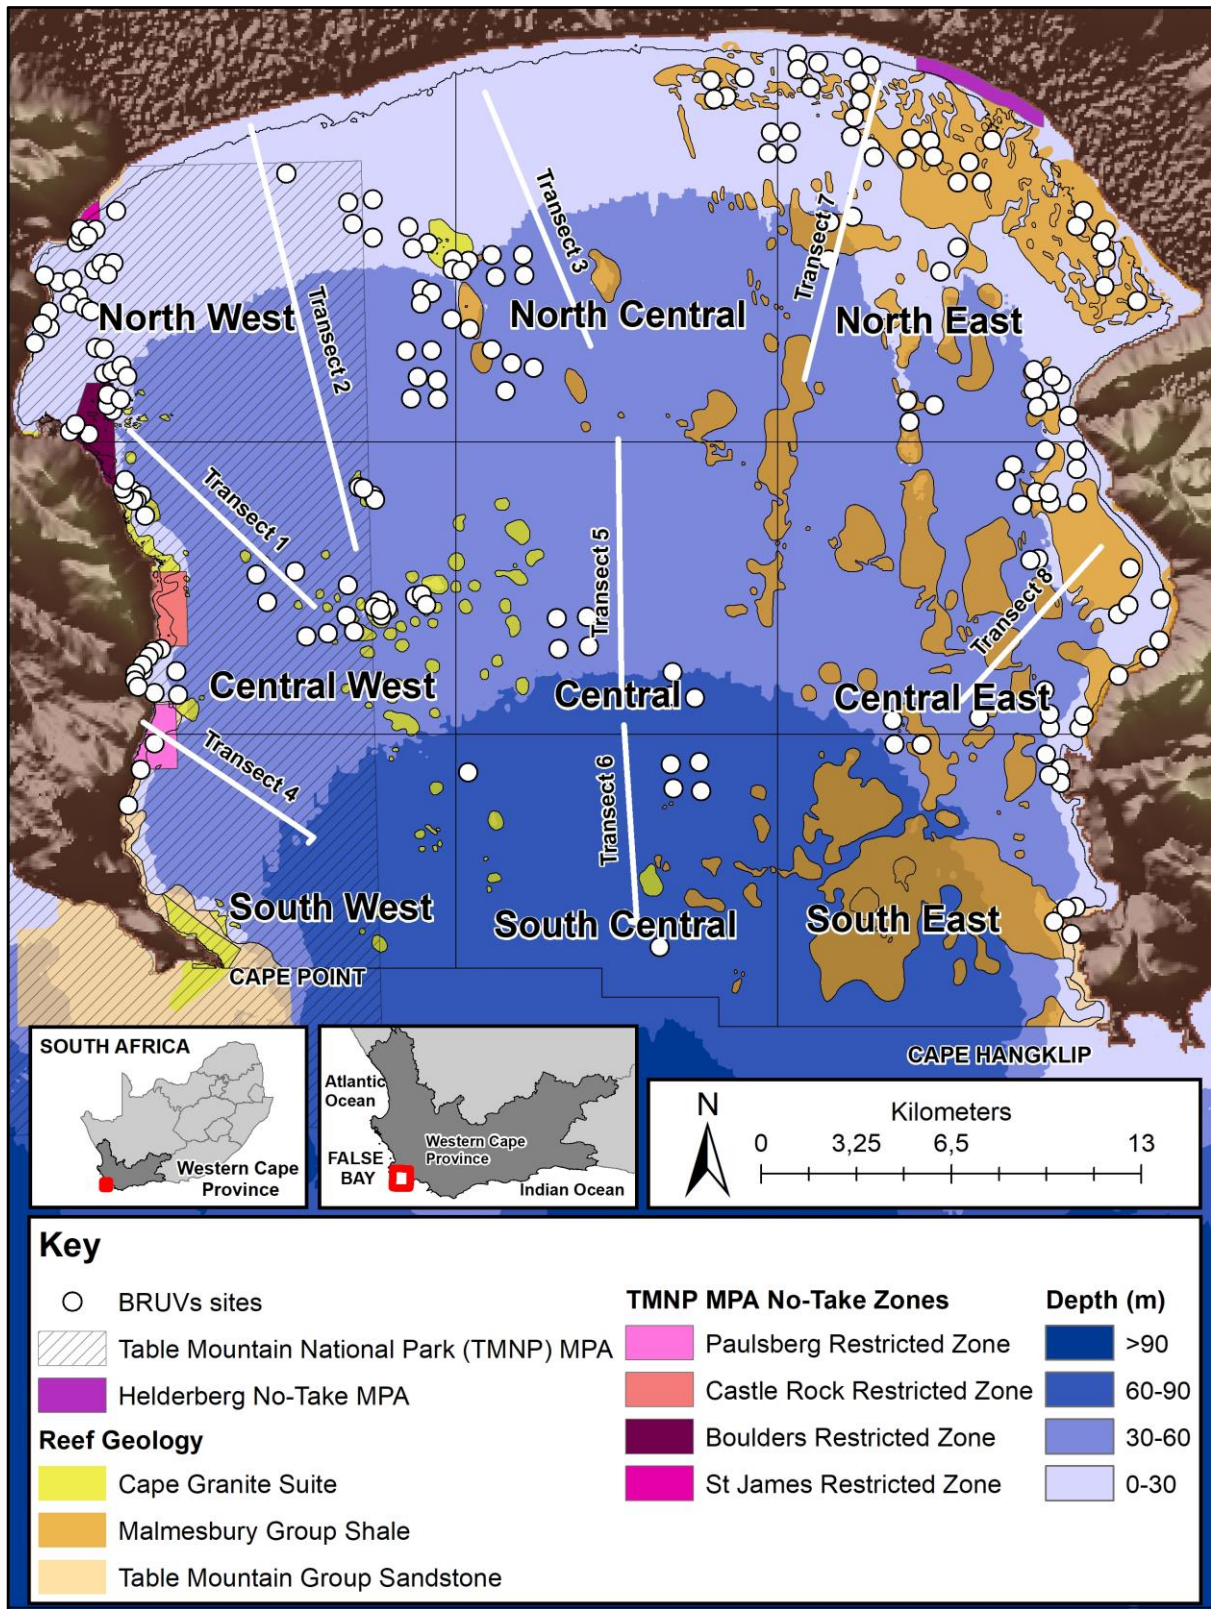 Transect 3
Transect 7
Transect 2
North West
North Central
North East
Transect 1
Transect 5
Transect 8
Central West
Central
Central East
Transect 4
Transect 6
South West
South Central
South East
CAPE POINT
CAPE HANGKLIP
SOUTH AFRICA
Western Cape
Province
Atlantic
Ocean
Western Cape
Province
FALSE
BAY
Indian Ocean
N
Kilometers
0 3,25 6,5 13
Key
BRUVs sites
Table Mountain National Park (TMNP) MPA
Helderberg No-Take MPA
Reef Geology
Cape Granite Suite
Malmesbury Group Shale
Table Mountain Group Sandstone
TMNP MPA No-Take Zones
Paulsberg Restricted Zone
Castle Rock Restricted Zone
Boulders Restricted Zone
St James Restricted Zone
Depth (m)
>90
60-90
30-60
0-30